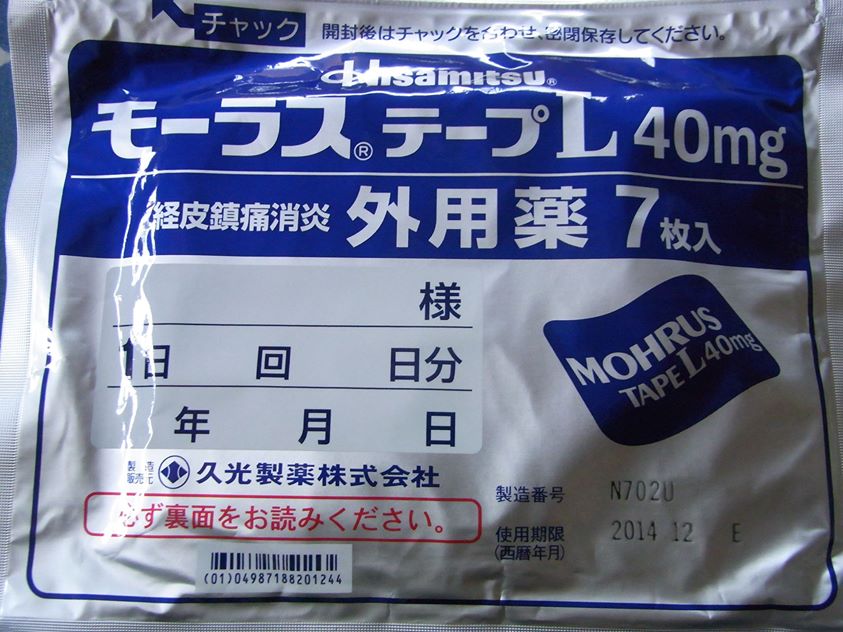 チャック
開封後はチャックを合わせ、密閉保存してください。
Hisamitsu®
モーラス®テープL 40mg
経皮鎮痛消炎 外用薬 7枚入
様
1日 回 日分
年 月 日
MOHRUS
TAPE L 40mg
製造
販売元 久光製薬株式会社
必ず裏面をお読みください。
製造番号 N702U
使用期限 2014 12 E
(西暦年月)
(01)04987188201244